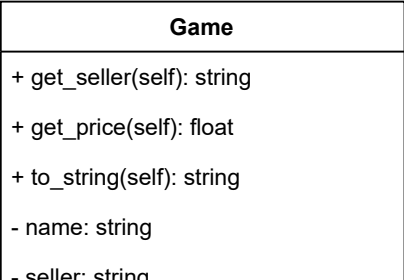 Game
+ get_seller(self): string
+ get_price(self): float
+ to_string(self): string
- name: string
- seller: string